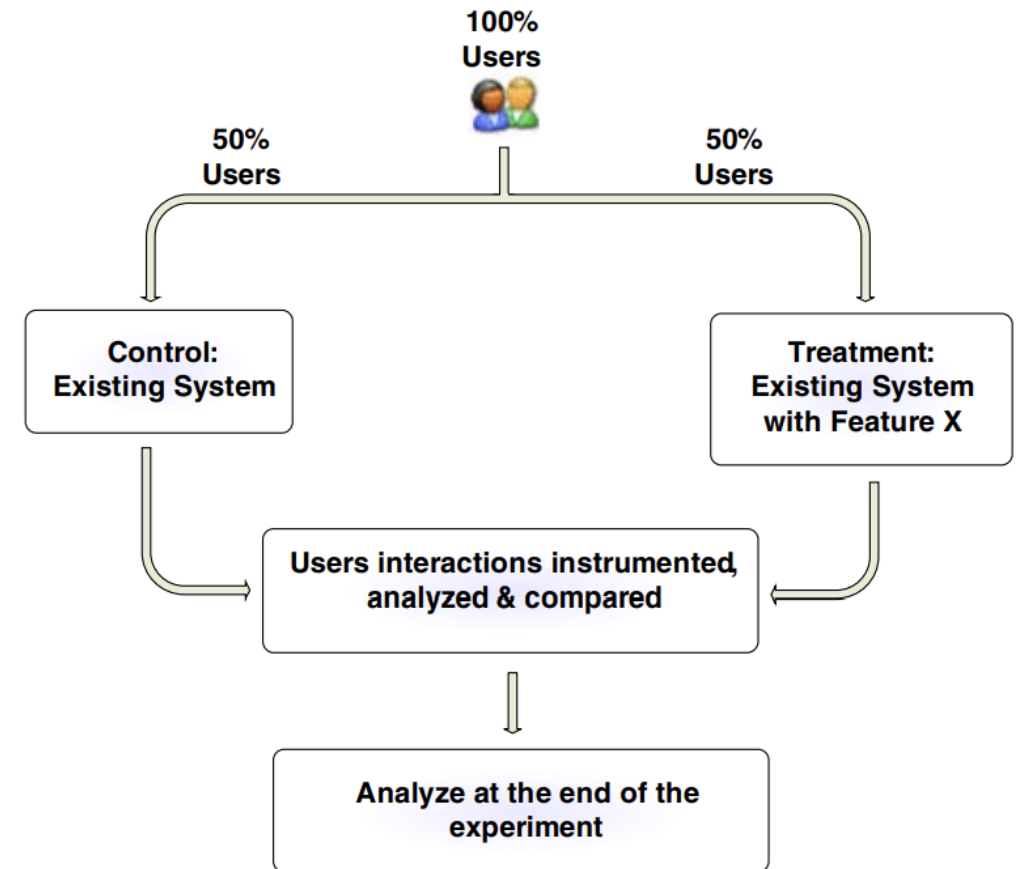 100%
Users
50%
Users
50%
Users
Control:
Existing System
Treatment:
Existing System
with Feature X
Users interactions instrumented,
analyzed & compared
Analyze at the end of the
experiment